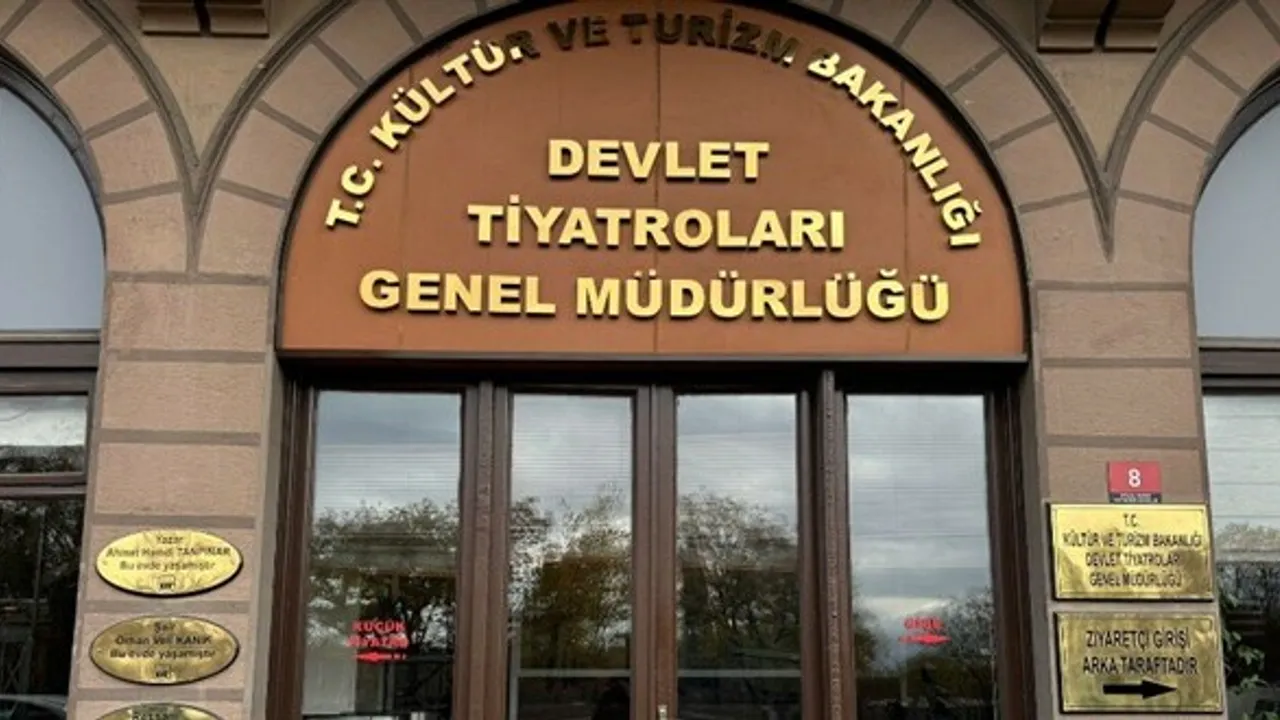 T.C. KÜLTÜR VE TURİZM BAKANLIĞI
DEVLET
TİYATROLARI
GENEL MÜDÜRLÜĞÜ
Yazar
Ahmet Hamdi TANPINAR
Bu evde yaşamıştır
Şair
Orhan Veli KANIK
Bu evde yaşamıştır
Ressam
KÜÇÜK
TİYATRO
GİRİŞ
8
T.C.
KÜLTÜR VE TURİZM BAKANLIĞI
DEVLET TİYATROLARI
GENEL MÜDÜRLÜĞÜ
ZİYARETÇİ GİRİŞİ
ARKA TARAFTADIR